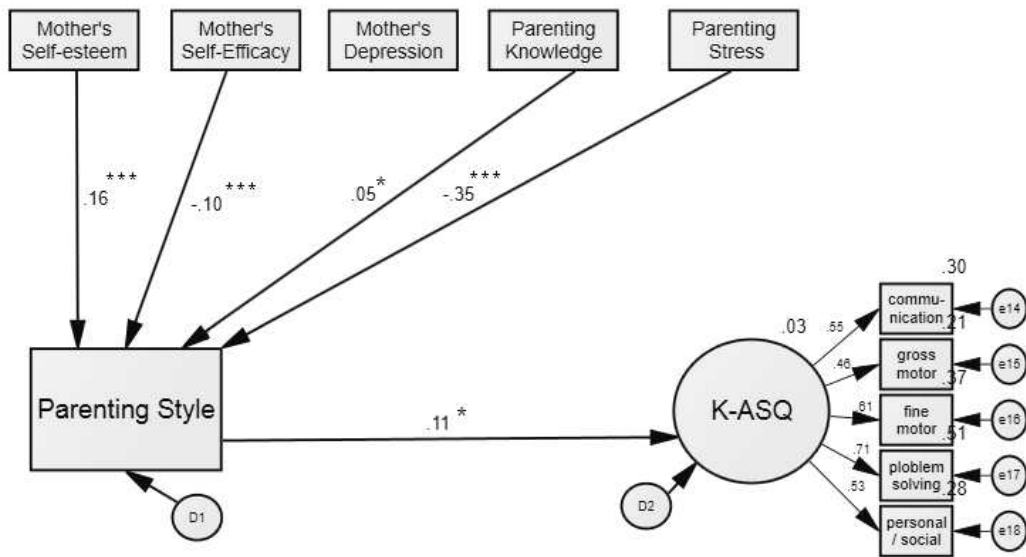 Mother's
Self-esteem
Mother's
Self-Efficacy
Mother's
Depression
Parenting
Knowledge
Parenting
Stress
.16***
-.10***
.05*
-.35***
Parenting Style
D1
.11*
D2
.03
K-ASQ
.55
.46
.61
.71
.53
.30
commu-
nication
.21
e14
gross
motor
.37
e15
fine
motor
.51
e16
ploblem
solving
.28
e17
personal
/ social
e18